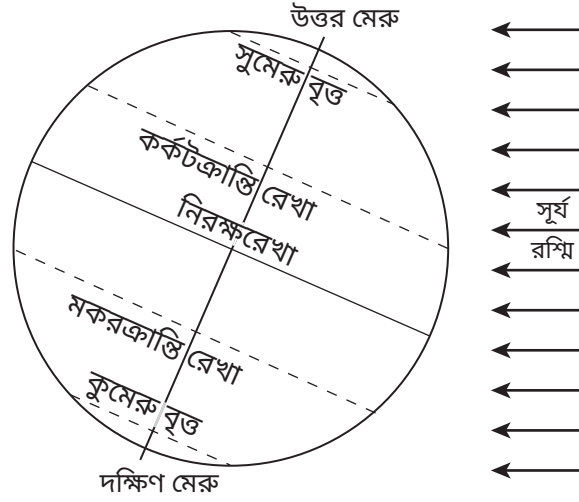 উত্তর মেরু
সুমেরু বৃত্ত
কর্কটক্রান্তি রেখা
নিরক্ষরেখা
সূর্য
রশ্মি
মকরক্রান্তি রেখা
কুমেরু বৃত্ত
দক্ষিণ মেরু